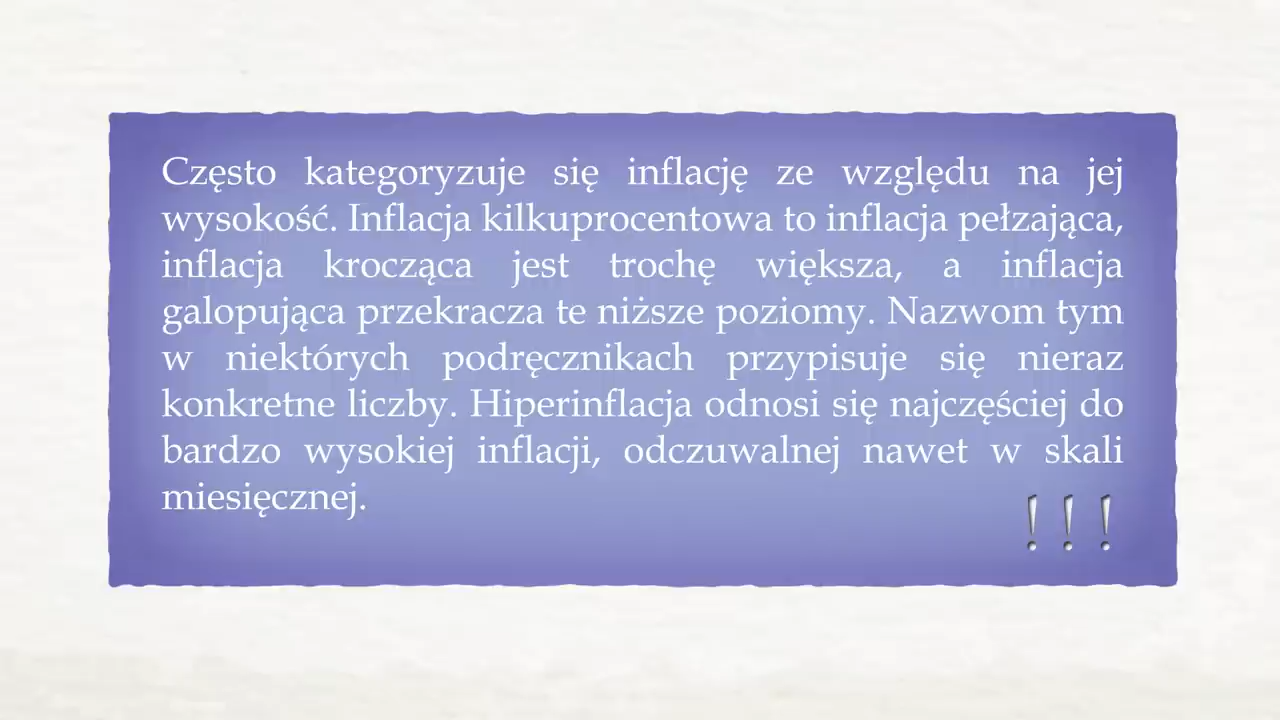 Często kategoryzuje się inflację ze względu na jej
wysokość. Inflacja kilkuprocentowa to inflacja pełzająca,
inflacja krocząca jest trochę większa, a inflacja
galopująca przekracza te niższe poziomy. Nazwom tym
w niektórych podręcznikach przypisuje się nieraz
konkretne liczby. Hiperinflacja odnosi się najczęściej do
bardzo wysokiej inflacji, odczuwalnej nawet w skali
miesięcznej.
! ! !